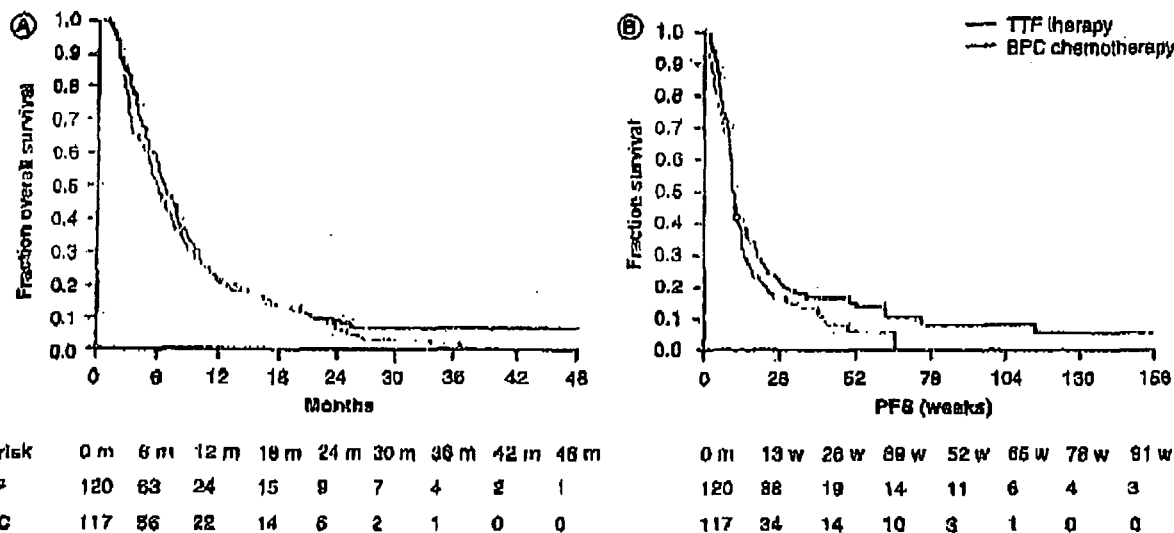 A
B
TTF therapy
BPC chemotherapy
Fraction overall survival
1.0
0.9
0.8
0.7
0.6
0.5
0.4
0.3
0.2
0.1
0.0
0 6 12 18 24 30 36 42 48
Months
Fraction survival
1.0
0.9
0.8
0.7
0.6
0.5
0.4
0.3
0.2
0.1
0.0
0 26 52 78 104 130 156
PFS (weeks)
risk 0 m 6 m 12 m 18 m 24 m 30 m 36 m 42 m 48 m 0 m 13 w 26 w 39 w 52 w 65 w 78 w 91 w
120 63 24 15 9 7 4 2 1 120 19 14 11 6 4 3
C 117 56 22 14 6 2 1 0 0 117 34 14 10 3 1 0 0